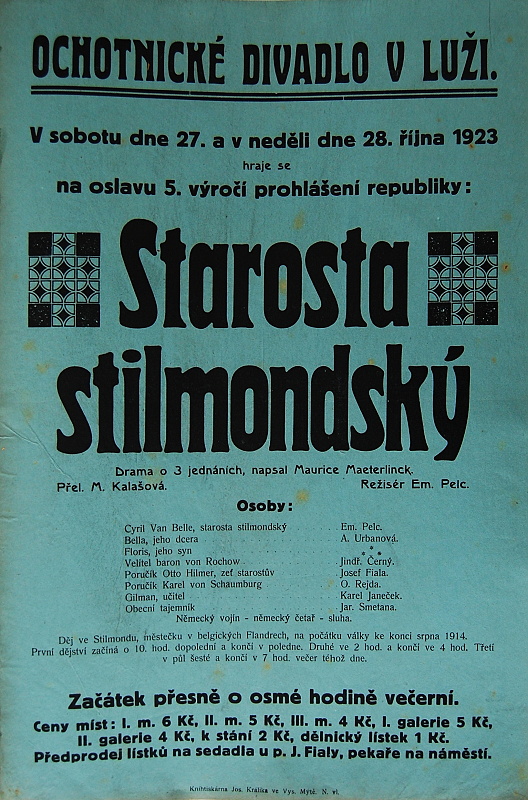 OCHOTNICKÉ DIVADLO V LUŽI.
V sobotu dne 27. a v neděli dne 28. října 1923
hraje se
na oslavu 5. výročí prohlášení republiky:
Starosta
stilmondský
Drama o 3 jednáních, napsal Maurice Maeterlinck.
Přel. M. Kalašová. Režisér Em. Pelc.
Osoby:
Cyril Van Belle, starosta stilmondský . . . . Em. Pelc.
Bella, jeho dcera . . . . A. Urbanová.
Floris, jeho syn . . . . * * *
Velitel baron von Rochow . . . . Jindř. Černý.
Poručík Otto Hilmer, zeť starostův . . . . Josef Fiala.
Poručík Karel von Schaumburg . . . . O. Rejda.
Gilman, učitel . . . . Karel Janeček.
Obecní tajemník . . . . Jar. Smetana.
Německý vojín - německý četař - sluha.
Děj ve Stilmondu, městečku v belgických Flandrech, na počátku války ke konci srpna 1914.
První dějství začíná o 10. hod. dopolední a končí v poledne. Druhé ve 2 hod. a končí ve 4 hod. Třetí
v půl šesté a končí v 7 hod. večer téhož dne.
Začátek přesně o osmé hodině večerní.
Ceny míst: I. m. 6 Kč, II. m. 5 Kč, III. m. 4 Kč, I. galerie 5 Kč,
II. galerie 4 Kč, k stání 2 Kč, dělnický lístek 1 Kč.
Předprodej lístků na sedadla u p. J. Fialy, pekaře na náměstí.
Knihtiskárna Jos. Králíka ve Vys. Mýtě. N. vl.